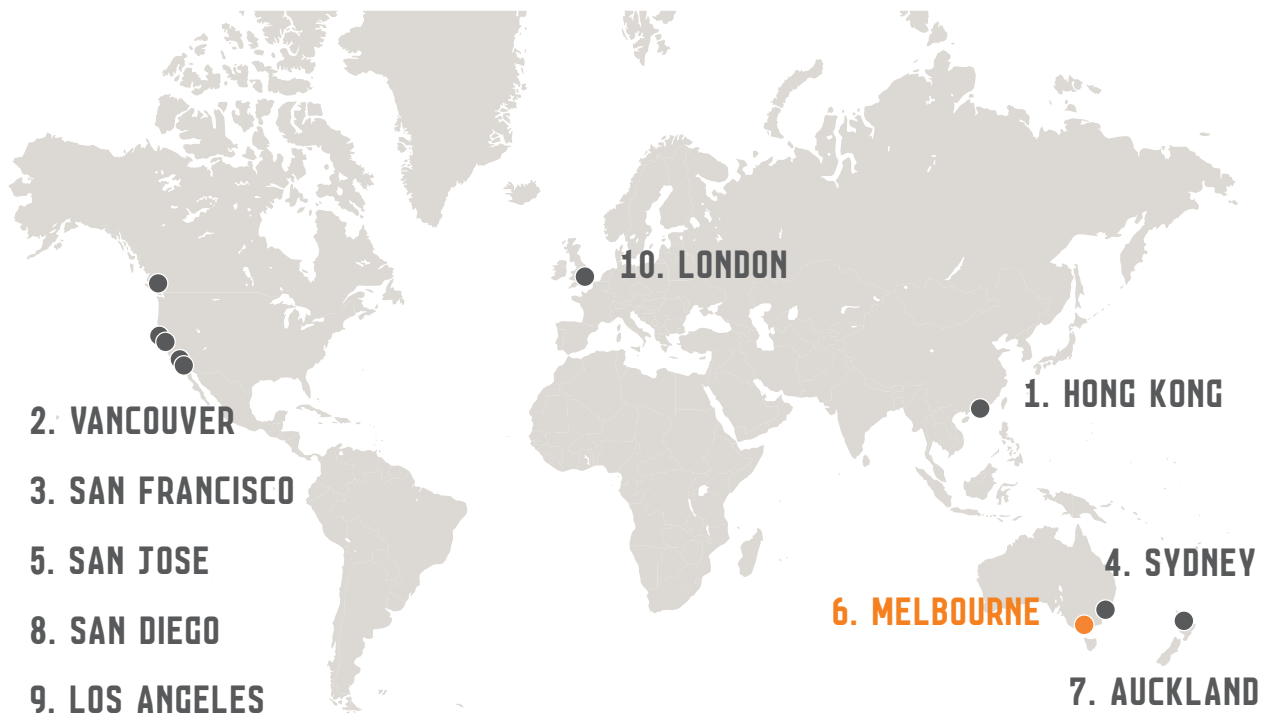 10. LONDON
1. HONG KONG
2. VANCOUVER
3. SAN FRANCISCO
5. SAN JOSE
4. SYDNEY
6. MELBOURNE
8. SAN DIEGO
7. AUCKLAND
9. LOS ANGELES